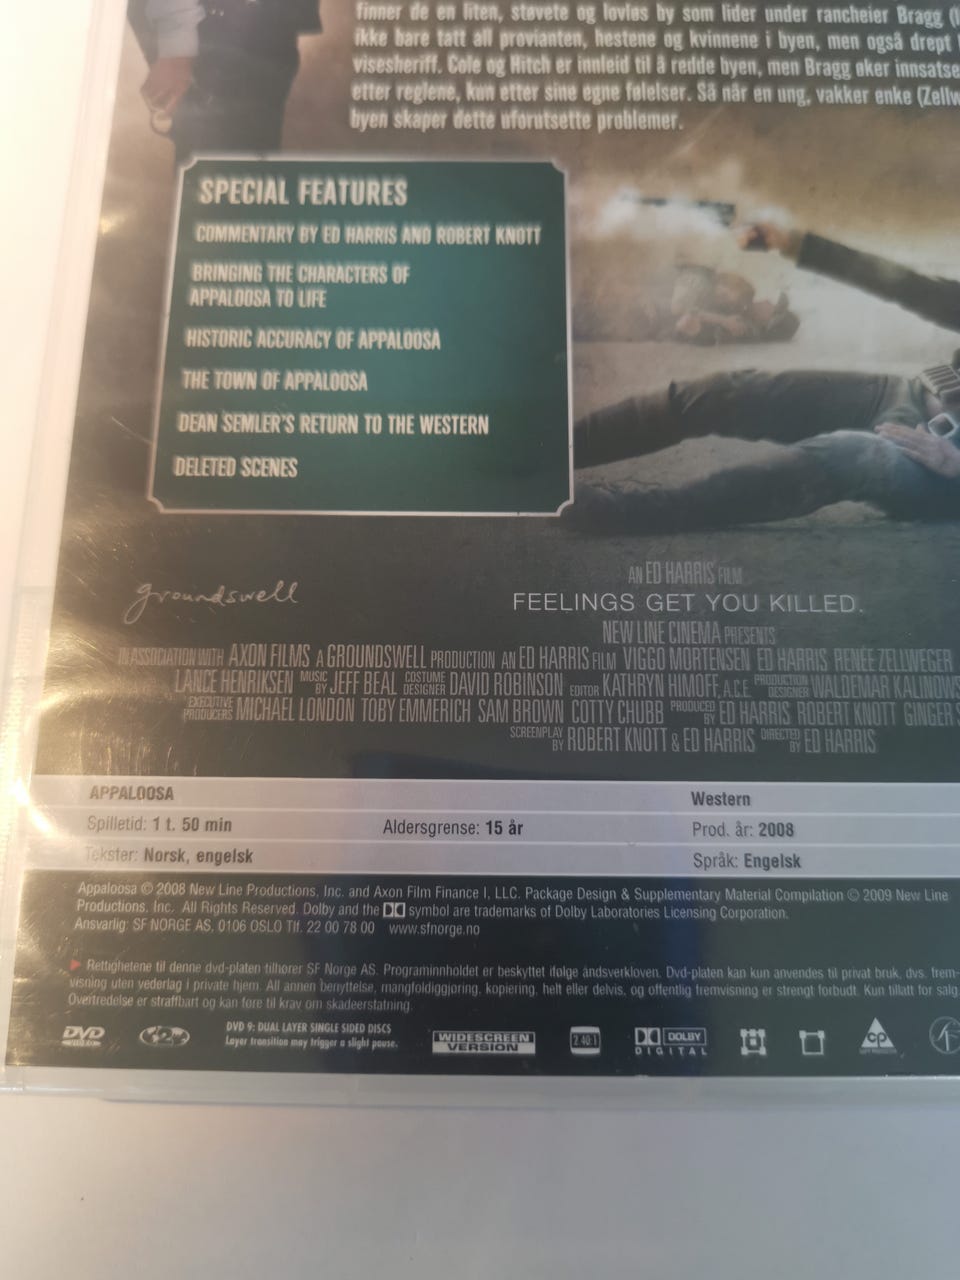 finner de en liten, støvete og lovløs by som lider under rancheier Bragg
ikke bare tatt all provianten, hestene og kvinnene i byen, men også drept
visesheriff. Cole og Hitch er innleid til å redde byen, men Bragg øker innsatse
etter reglene, kun etter sine egne følelser. Så når en ung, vakker enke (Zellw
byen skaper dette uforutsette problemer.
SPECIAL FEATURES
COMMENTARY BY ED HARRIS AND ROBERT KNOTT
BRINGING THE CHARACTERS OF
APPALOOSA TO LIFE
HISTORIC ACCURACY OF APPALOOSA
THE TOWN OF APPALOOSA
DEAN SEMLER'S RETURN TO THE WESTERN
DELETED SCENES
groundswell
AN ED HARRIS FILM
FEELINGS GET YOU KILLED.
NEW LINE CINEMA PRESENTS
IN ASSOCIATION WITH AXON FILMS A GROUNDSWELL PRODUCTION AN ED HARRIS FILM VIGGO MORTENSEN ED HARRIS RENÉE ZELLWEGER
LANCE HENRIKSEN MUSIC BY JEFF BEAL COSTUME DESIGNER DAVID ROBINSON EDITOR KATHRYN HIMOFF, A.C.E. PRODUCTION DESIGNER WALDEMAR KALINOWS
EXECUTIVE PRODUCERS MICHAEL LONDON TOBY EMMERICH SAM BROWN COTTY CHUBB PRODUCED BY ED HARRIS ROBERT KNOTT GINGER S
SCREENPLAY BY ROBERT KNOTT & ED HARRIS DIRECTED BY ED HARRIS
APPALOOSA Western
Spilletid: 1 t. 50 min Aldersgrense: 15 år Prod. år: 2008
Tekster: Norsk, engelsk Språk: Engelsk
Appaloosa © 2008 New Line Productions, Inc. and Axon Film Finance I, LLC. Package Design & Supplementary Material Compilation © 2009 New Line
Productions, Inc. All Rights Reserved. Dolby and the symbol are trademarks of Dolby Laboratories Licensing Corporation.
Ansvarlig: SF NORGE AS, 0106 OSLO Tlf. 22 00 78 00 www.sfnorge.no
Rettighetene til denne dvd-platen tilhører SF Norge AS. Programinnholdet er beskyttet ifølge åndsverkloven. Dvd-platen kan kun anvendes til privat bruk, dvs. frem-
visning uten vederlag i private hjem. All annen benyttelse, mangfoldiggjøring, kopiering, helt eller delvis, og offentlig fremvisning er strengt forbudt. Kun tillatt for salg.
Overtredelse er straffbart og kan føre til krav om skadeerstatning.
DVD VIDEO 2 DVD 9: DUAL LAYER SINGLE SIDED DISCS WIDESCREEN VERSION 2.40:1 DOLBY DIGITAL CP
Layer transition may trigger a slight pause.